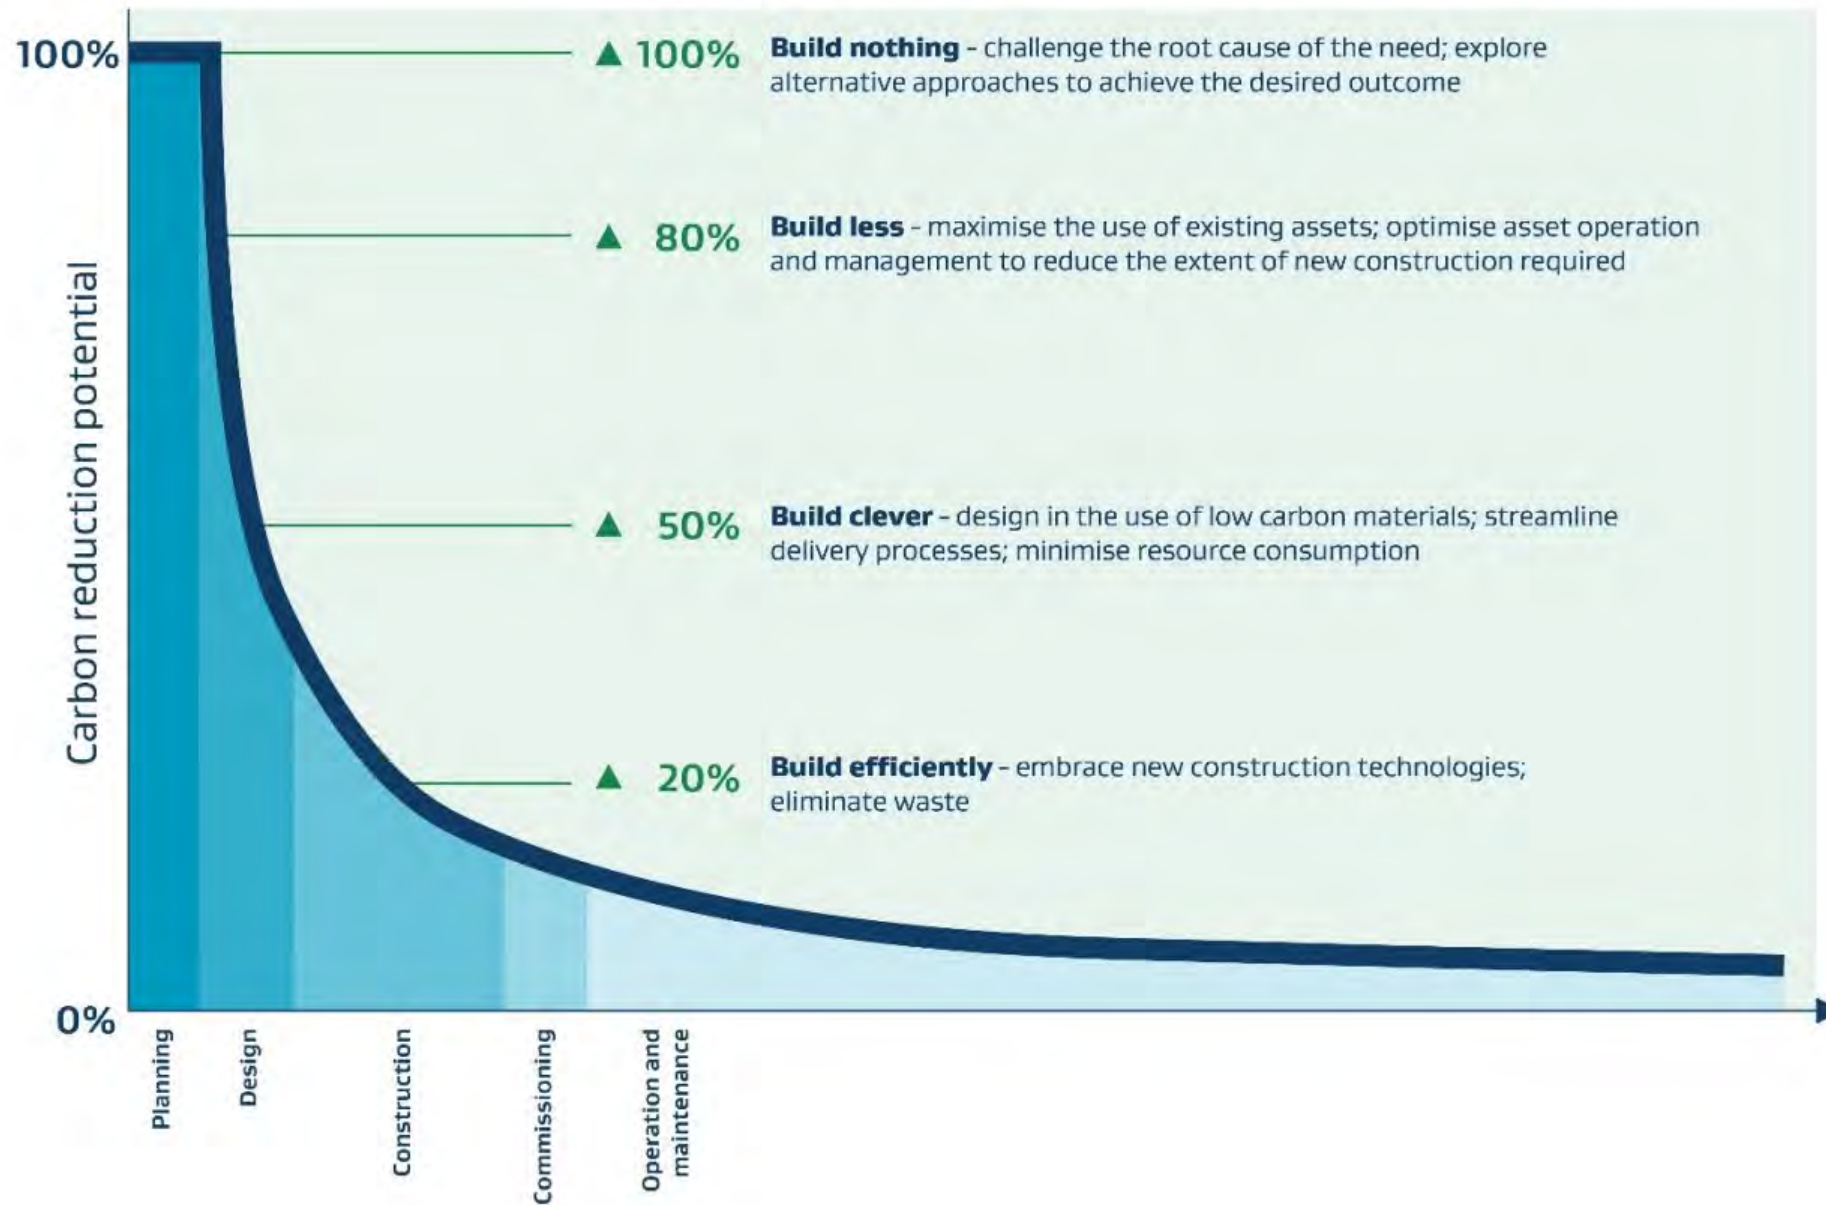 100%
▲ 100%
Build nothing - challenge the root cause of the need; explore
alternative approaches to achieve the desired outcome
▲ 80%
Build less - maximise the use of existing assets; optimise asset operation
and management to reduce the extent of new construction required
Carbon reduction potential
▲ 50%
Build clever - design in the use of low carbon materials; streamline
delivery processes; minimise resource consumption
▲ 20%
Build efficiently - embrace new construction technologies;
eliminate waste
0%
Planning
Design
Construction
Commissioning
Operation and
maintenance